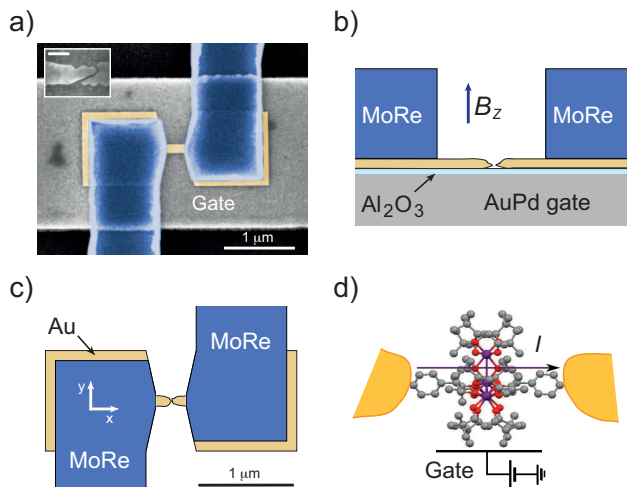 a)
Gate
1 μm
b)
MoRe
B_z
MoRe
Al₂O₃
AuPd gate
c)
Au
MoRe
y
x
MoRe
1 μm
d)
I
Gate